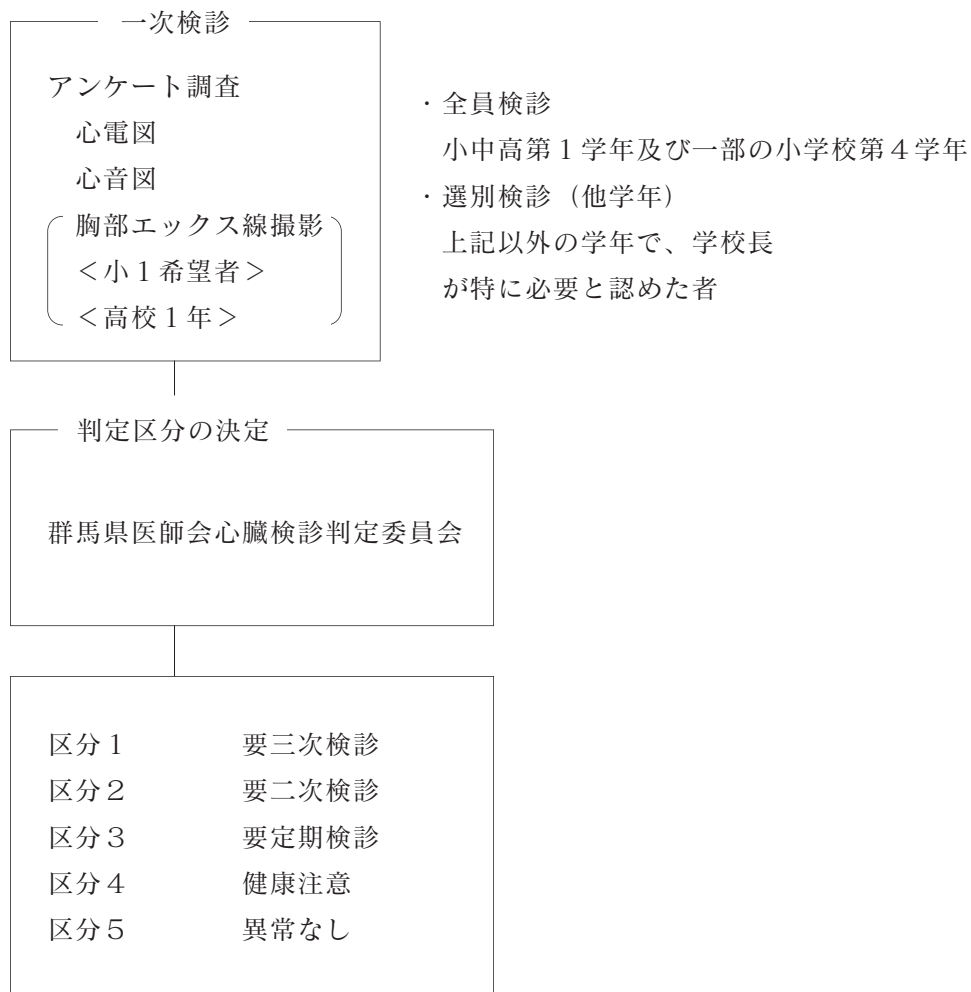 一次検診
アンケート調査
心電図
心音図
胸部エックス線撮影
＜小１希望者＞
＜高校１年＞
・全員検診
小中高第１学年及び一部の小学校第４学年
・選別検診（他学年）
上記以外の学年で、学校長
が特に必要と認めた者
判定区分の決定
群馬県医師会心臓検診判定委員会
区分１　要三次検診
区分２　要二次検診
区分３　要定期検診
区分４　健康注意
区分５　異常なし